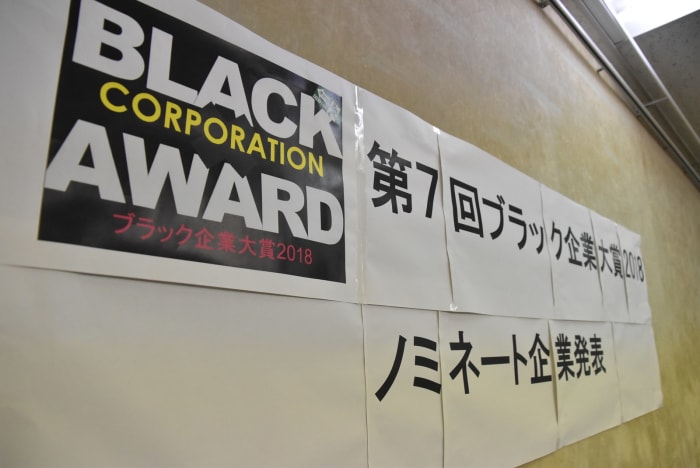 BLACK
CORPORATION
AWARD
ブラック企業大賞2018
第7回ブラック企業大賞2018
ノミネート企業発表